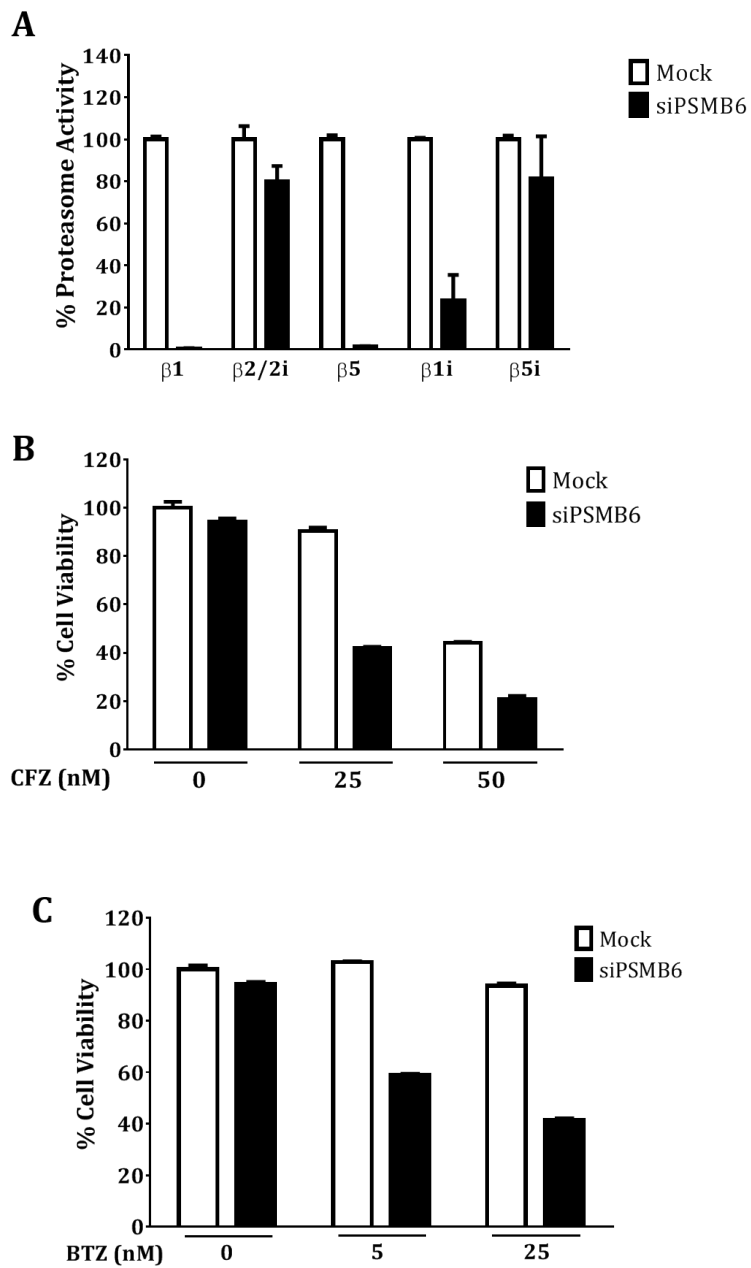 A
% Proteasome Activity
140
120
100
80
60
40
20
0
β1
β2/2i
β5
β1i
β5i
Mock
siPSMB6
B
% Cell Viability
120
100
80
60
40
20
0
Mock
siPSMB6
CFZ (nM)
0
25
50
C
% Cell Viability
120
100
80
60
40
20
0
Mock
siPSMB6
BTZ (nM)
0
5
25